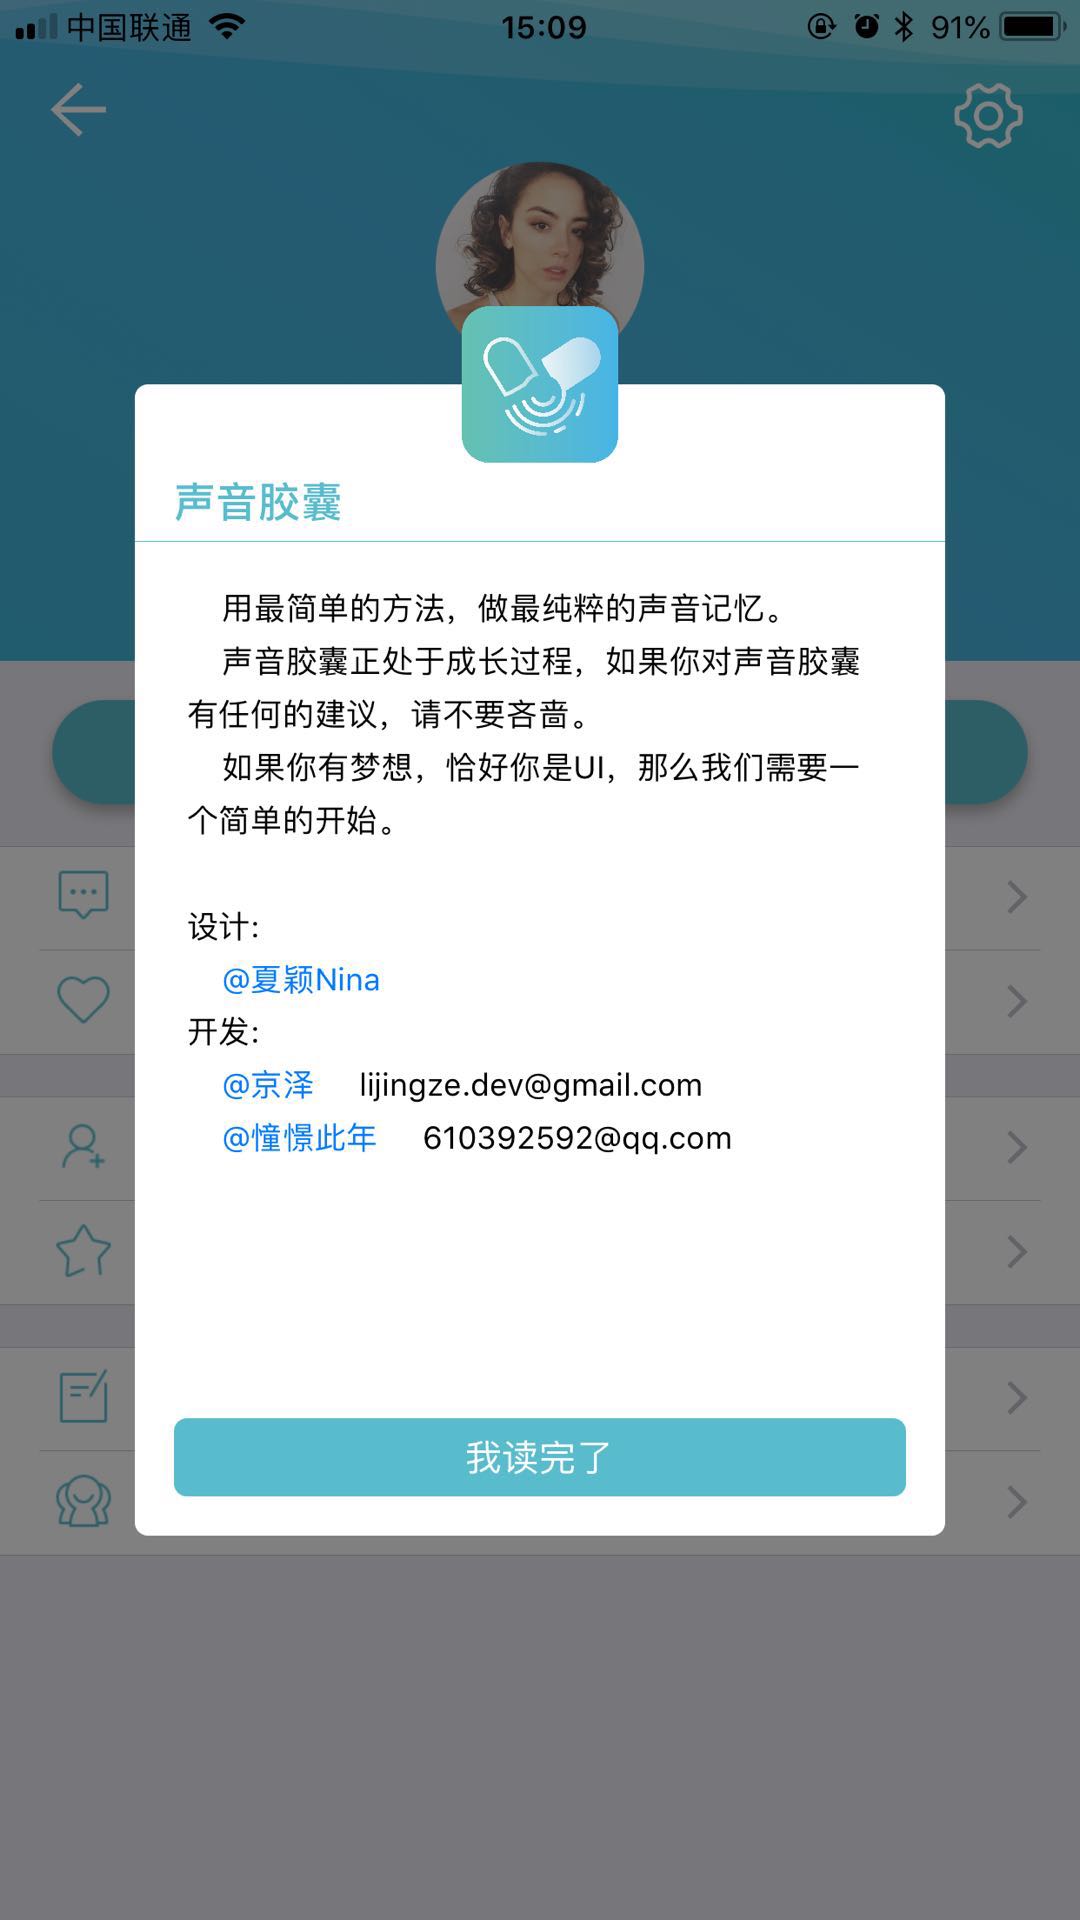 中国联通 15:09 91%
声音胶囊
用最简单的方法，做最纯粹的声音记忆。
声音胶囊正处于成长过程，如果你对声音胶囊
有任何的建议，请不要吝啬。
如果你有梦想，恰好你是UI，那么我们需要一
个简单的开始。
设计:
@夏颖Nina
开发:
@京泽 lijingze.dev@gmail.com
@憧憬此年 610392592@qq.com
我读完了